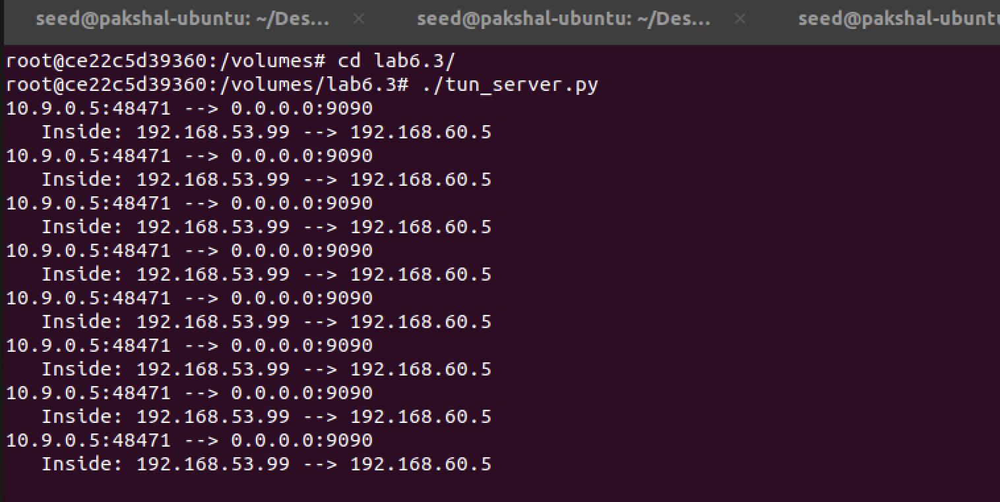 seed@pakshal-ubuntu: ~/Des... × seed@pakshal-ubuntu: ~/Des... × seed@pakshal-ubunt
root@ce22c5d39360:/volumes# cd lab6.3/
root@ce22c5d39360:/volumes/lab6.3# ./tun_server.py
10.9.0.5:48471 --> 0.0.0.0:9090
   Inside: 192.168.53.99 --> 192.168.60.5
10.9.0.5:48471 --> 0.0.0.0:9090
   Inside: 192.168.53.99 --> 192.168.60.5
10.9.0.5:48471 --> 0.0.0.0:9090
   Inside: 192.168.53.99 --> 192.168.60.5
10.9.0.5:48471 --> 0.0.0.0:9090
   Inside: 192.168.53.99 --> 192.168.60.5
10.9.0.5:48471 --> 0.0.0.0:9090
   Inside: 192.168.53.99 --> 192.168.60.5
10.9.0.5:48471 --> 0.0.0.0:9090
   Inside: 192.168.53.99 --> 192.168.60.5
10.9.0.5:48471 --> 0.0.0.0:9090
   Inside: 192.168.53.99 --> 192.168.60.5
10.9.0.5:48471 --> 0.0.0.0:9090
   Inside: 192.168.53.99 --> 192.168.60.5